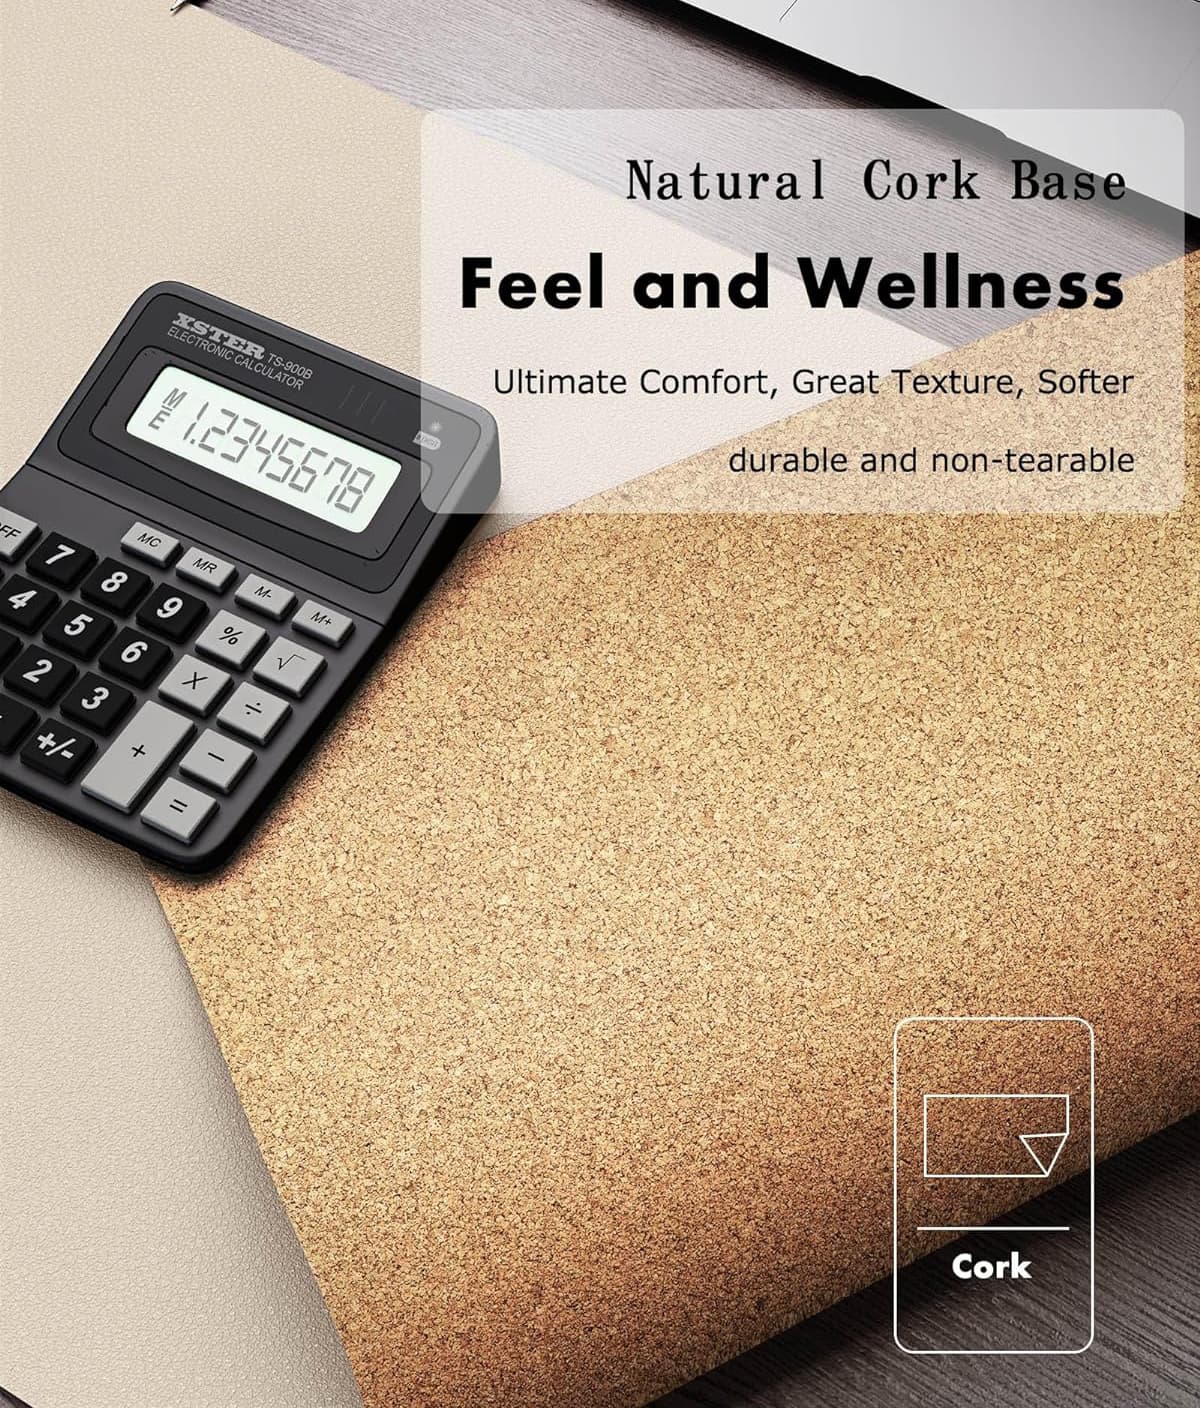 Natural Cork Base
Feel and Wellness
Ultimate Comfort, Great Texture, Softer
durable and non-tearable
XSTER TS-900B
ELECTRONIC CALCULATOR
M
E 1.2345678
MC
MR
M-
M+
7
8
9
%
√
4
5
6
X
÷
2
3
+
−
+/-
=
Cork